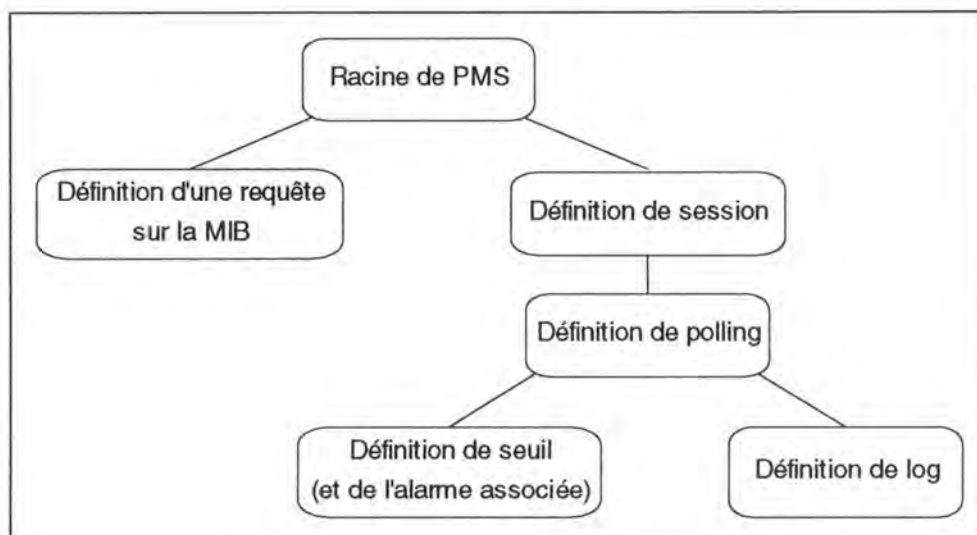 Racine de PMS
Définition d'une requête
sur la MIB
Définition de session
Définition de polling
Définition de seuil
(et de l'alarme associée)
Définition de log